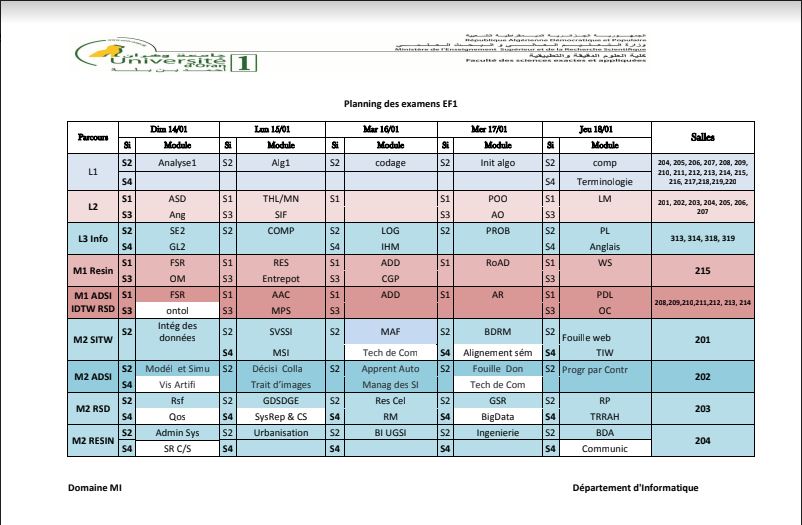 الجمهورية الجزائرية الديمقراطية الشعبية
République Algérienne Démocratique et Populaire
وزارة التعليم العالي و البحث العلمي
Ministère de l'Enseignement Supérieur et de la Recherche Scientifique
كلية العلوم الدقيقة والتطبيقية
Faculté des sciences exactes et appliquées
جامعة وهران
Université
d'Oran 1
أحمد بن بلة
Planning des examens EF1
Parcours Dim 14/01 Lun 15/01 Mar 16/01 Mer 17/01 Jeu 18/01 Salles
Si Module Si Module Si Module Si Module Si Module
L1 S2 Analyse1 S2 Alg1 S2 codage S2 Init algo S2 comp 204, 205, 206, 207, 208, 209,
210, 211, 212, 213, 214, 215,
S4 S4 Terminologie 216, 217,218,219,220
L2 S1 ASD S1 THL/MN S1 S1 POO S1 LM 201, 202, 203, 204, 205, 206,
S3 Ang S3 SIF S3 AO S3 207
L3 Info S2 SE2 S2 COMP S2 LOG S2 PROB S2 PL 313, 314, 318, 319
S4 GL2 S4 IHM S4 Anglais
M1 Resin S1 FSR S1 RES S1 ADD S1 RoAD S1 WS 215
S3 OM S3 Entrepot S3 CGP S3
M1 ADSI S1 FSR S1 AAC S1 ADD S1 AR S1 PDL 208,209,210,211,212, 213, 214
IDTW RSD S3 ontol S3 MPS S3 S3 S3 OC
M2 SITW S2 Intég des
données S2 SVSSI S2 MAF S2 BDRM S2 Fouille web 201
S4 MSI S4 Tech de Com S4 Alignement sém S4 TIW
M2 ADSI S2 Modél et Simu S2 Décisi Colla S2 Apprent Auto S2 Fouille Don S2 Progr par Contr 202
S4 Vis Artifi S4 Trait d'images S4 Manag des SI S4 Tech de Com
M2 RSD S2 Rsf S2 GDSDGE S2 Res Cel S2 GSR S2 RP 203
S4 Qos S4 SysRep & CS S4 RM S4 BigData S4 TRRAH
M2 RESIN S2 Admin Sys S2 Urbanisation S2 BI UGSI S2 Ingenierie S2 BDA 204
S4 SR C/S S4 S4 S4 S4 Communic
Domaine MI Département d'Informatique